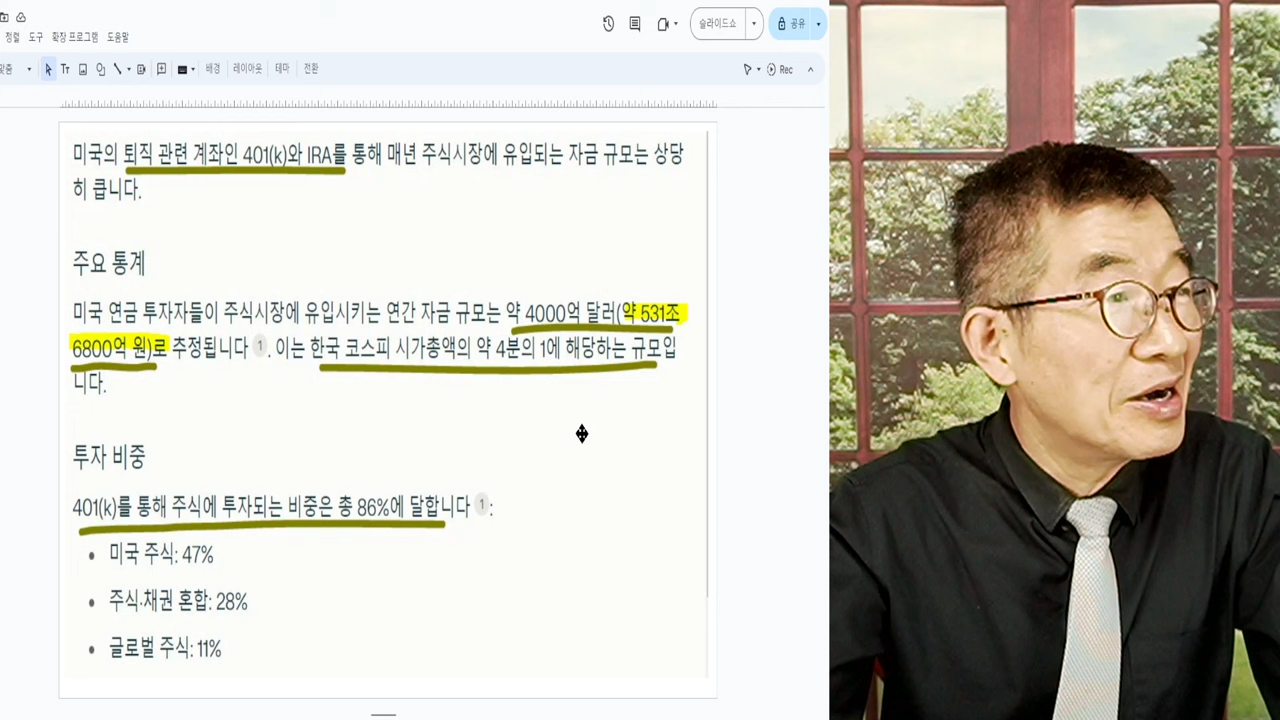 슬라이드쇼
공유
정렬 도구 확장 프로그램 도움말
배경 레이아웃 테마 전환
Rec
미국의 퇴직 관련 계좌인 401(k)와 IRA를 통해 매년 주식시장에 유입되는 자금 규모는 상당
히 큽니다.
주요 통계
미국 연금 투자자들이 주식시장에 유입시키는 연간 자금 규모는 약 4000억 달러(약 531조
6800억 원)로 추정됩니다 1. 이는 한국 코스피 시가총액의 약 4분의 1에 해당하는 규모입
니다.
투자 비중
401(k)를 통해 주식에 투자되는 비중은 총 86%에 달합니다 1:
• 미국 주식: 47%
• 주식·채권 혼합: 28%
• 글로벌 주식: 11%